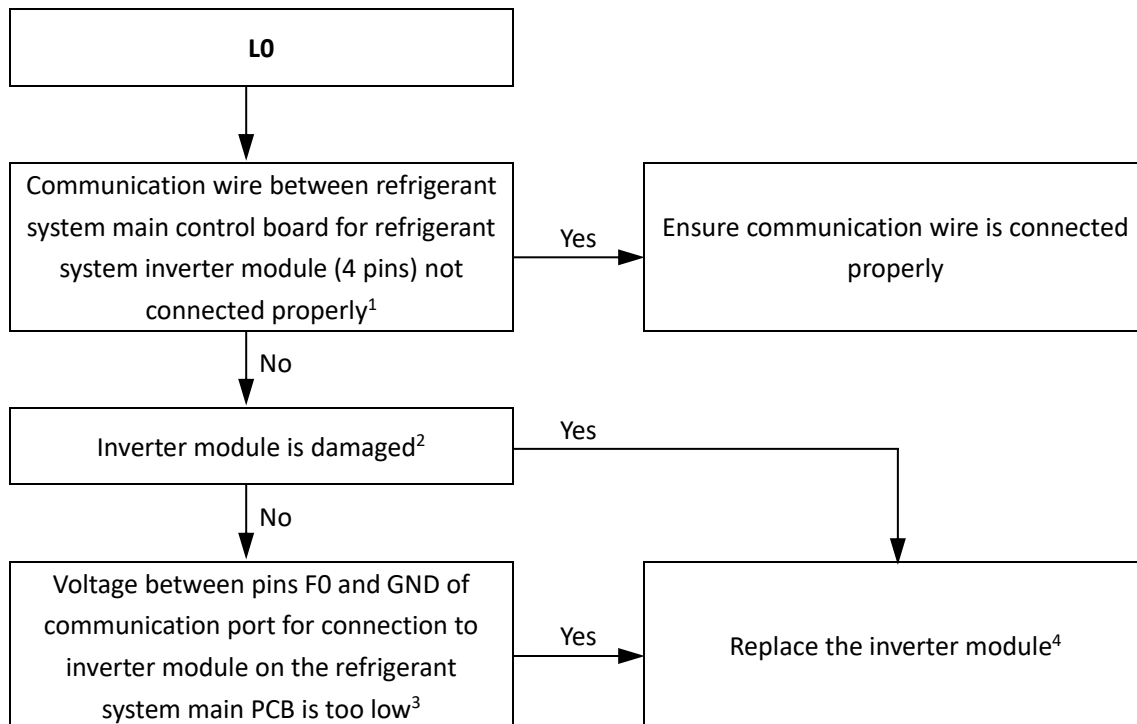 L0
Communication wire between refrigerant
system main control board for refrigerant
system inverter module (4 pins) not
connected properly¹
Yes
Ensure communication wire is connected
properly
No
Inverter module is damaged²
Yes
No
Voltage between pins F0 and GND of
communication port for connection to
inverter module on the refrigerant
system main PCB is too low³
Yes
Replace the inverter module⁴